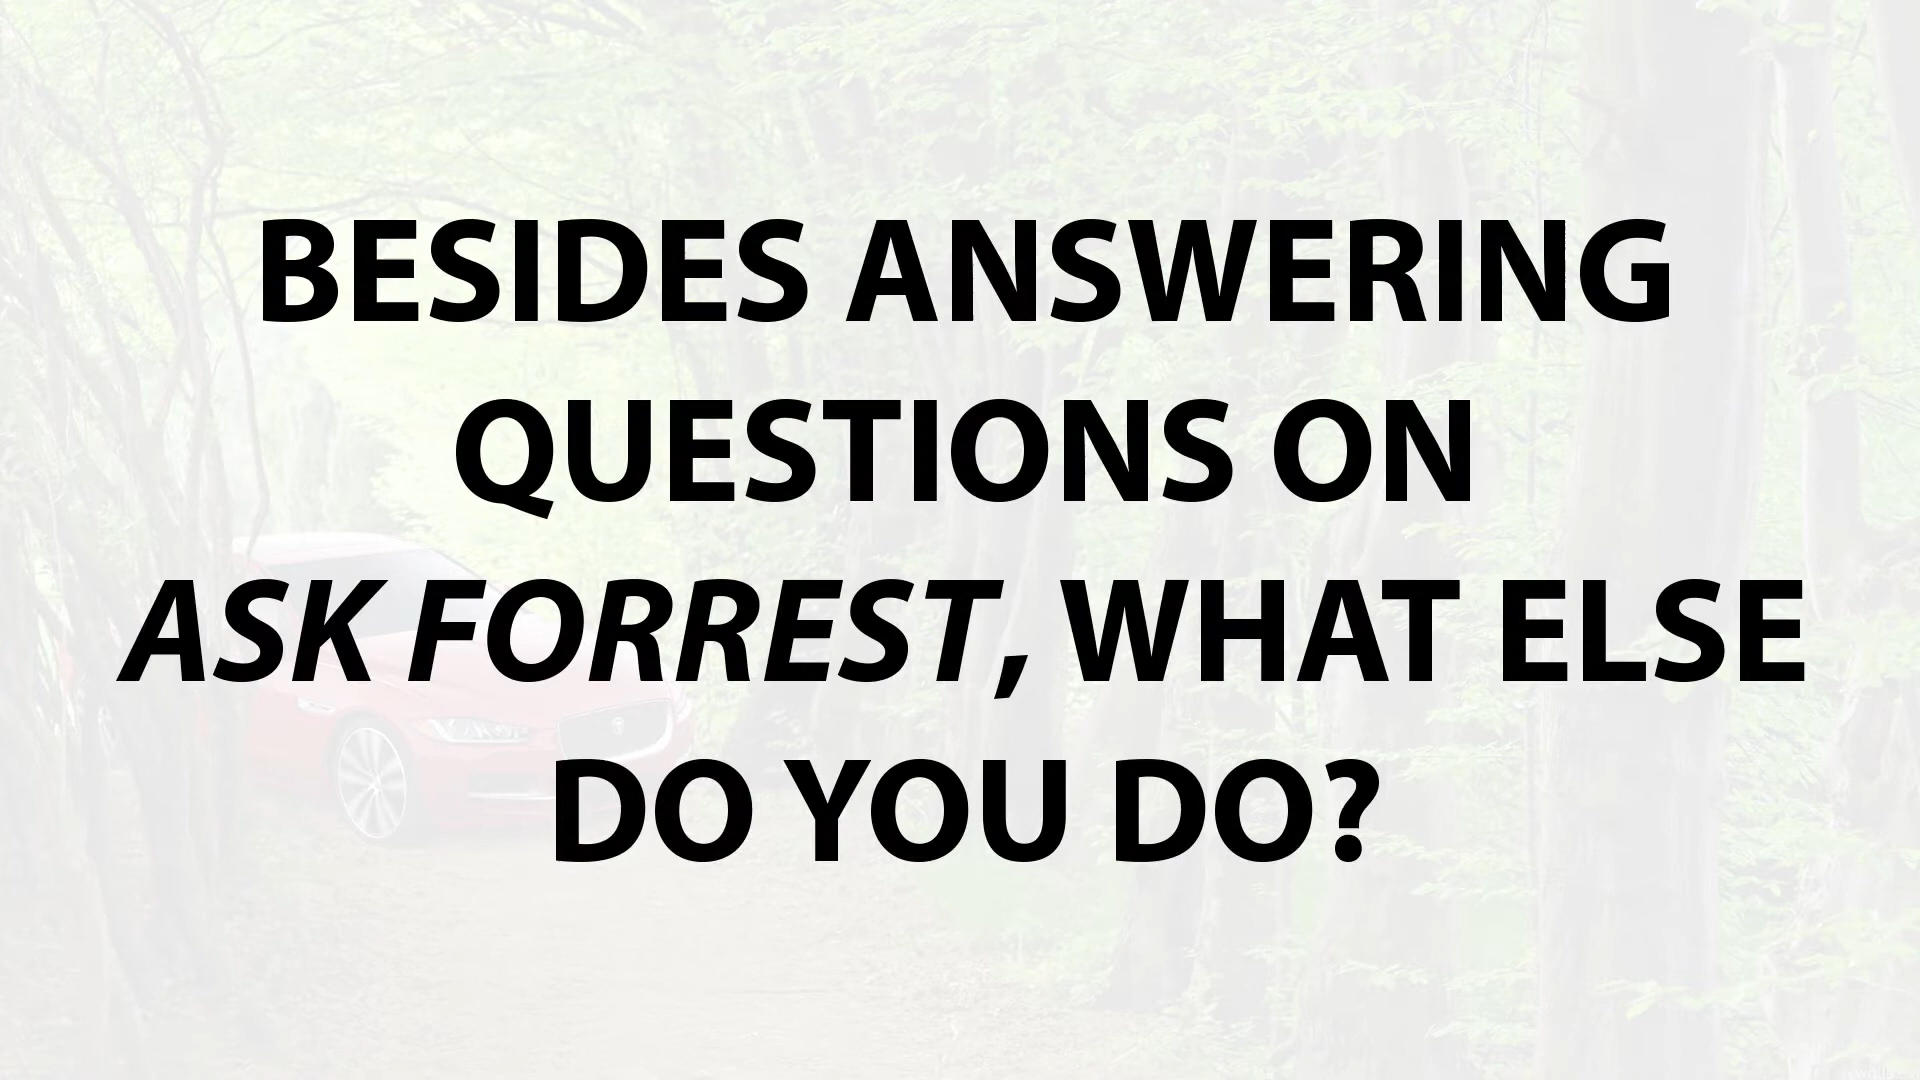 BESIDES ANSWERING
QUESTIONS ON
ASK FORREST, WHAT ELSE
DO YOU DO?